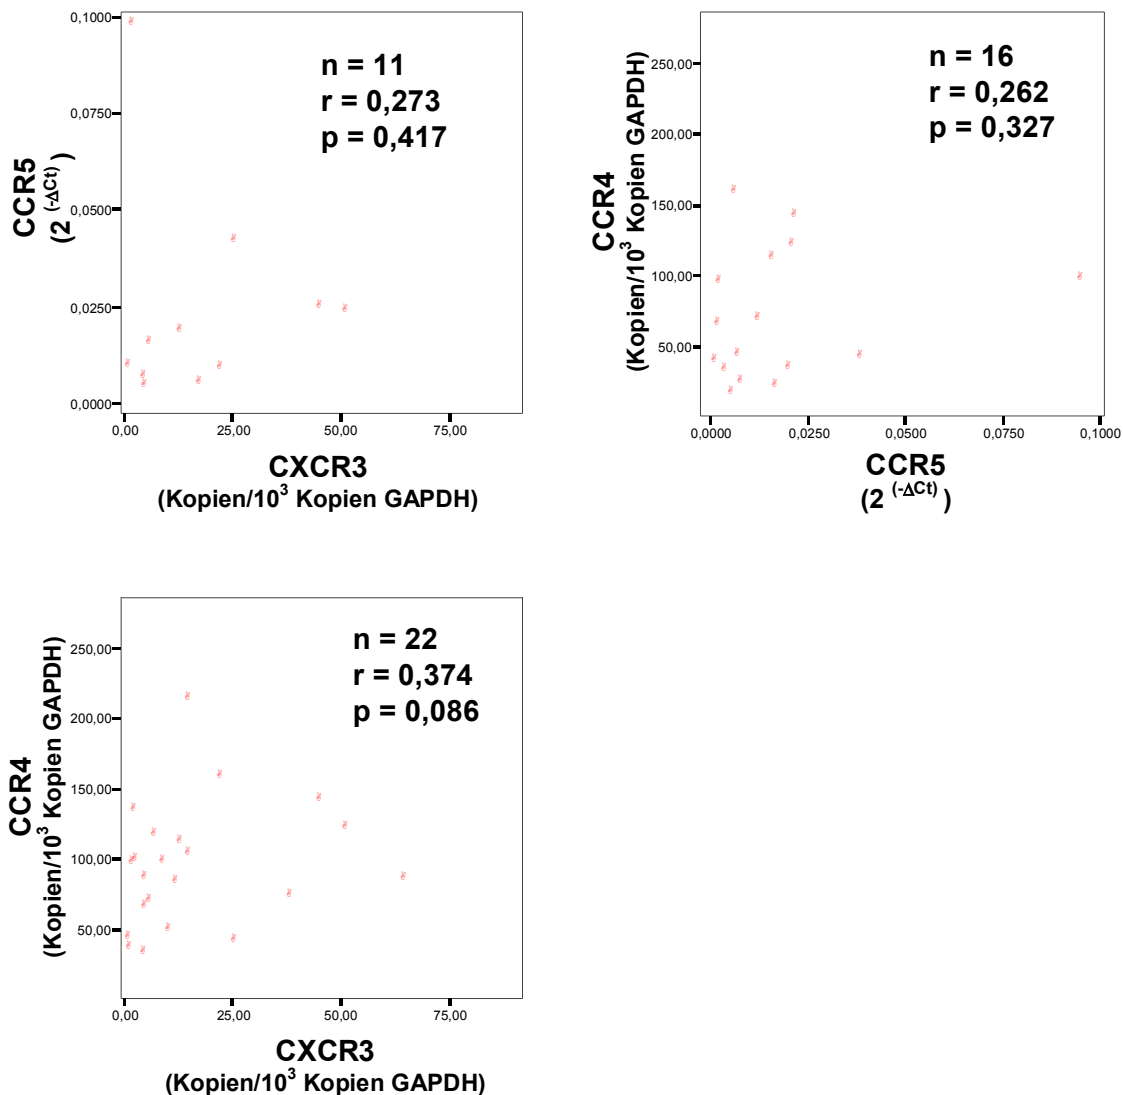 0,1000
0,0750
0,0500
0,0250
0,0000
CCR5
(2 (-ΔCt) )
n = 11
r = 0,273
p = 0,417
0,00
25,00
50,00
75,00
CXCR3
(Kopien/10³ Kopien GAPDH)
250,00
200,00
150,00
100,00
50,00
CCR4
(Kopien/10³ Kopien GAPDH)
n = 16
r = 0,262
p = 0,327
0,0000
0,0250
0,0500
0,0750
0,1000
CCR5
(2 (-ΔCt) )
250,00
200,00
150,00
100,00
50,00
CCR4
(Kopien/10³ Kopien GAPDH)
n = 22
r = 0,374
p = 0,086
0,00
25,00
50,00
75,00
CXCR3
(Kopien/10³ Kopien GAPDH)